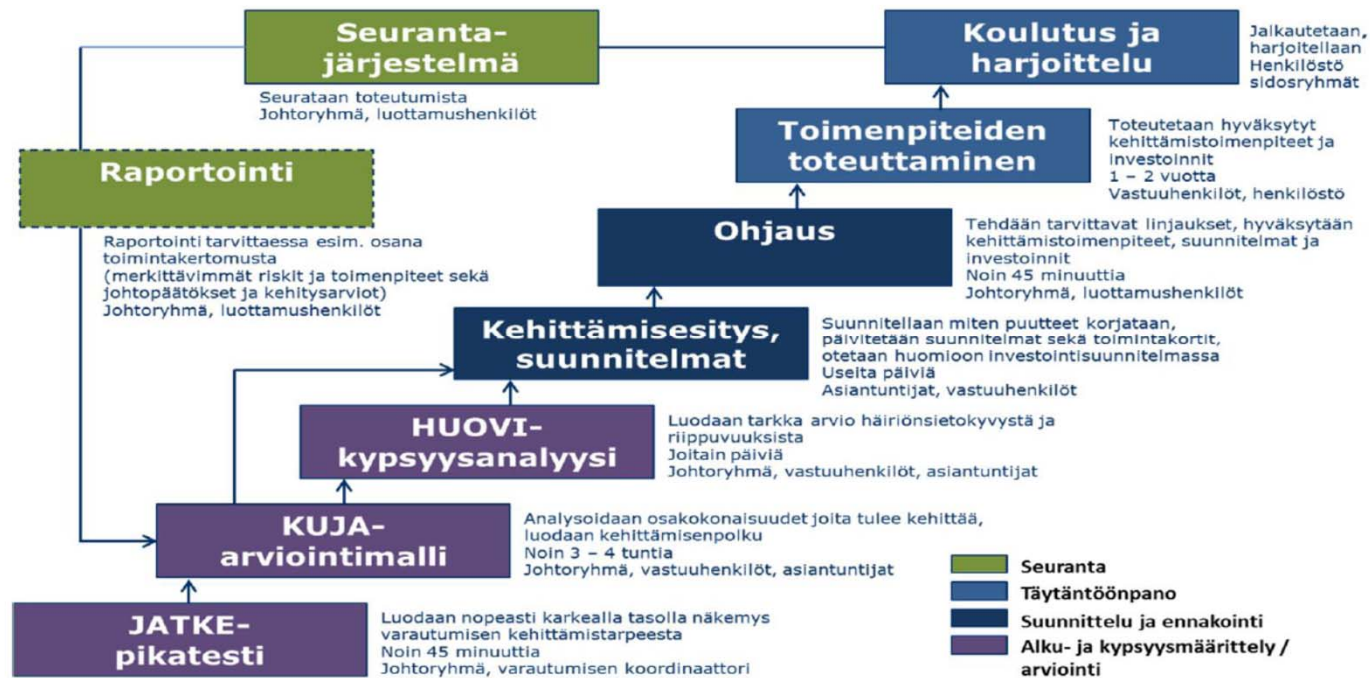 Seuranta-
järjestelmä
Seurataan toteutumista
Johtoryhmä, luottamushenkilöt
Koulutus ja
harjoittelu
Jalkautetaan,
harjoitellaan
Henkilöstö
sidosryhmät
Raportointi
Raportointi tarvittaessa esim. osana
toimintakertomusta
(merkittävimmät riskit ja toimenpiteet sekä
johtopäätökset ja kehitysarviot)
Johtoryhmä, luottamushenkilöt
Toimenpiteiden
toteuttaminen
Toteutetaan hyväksytyt
kehittämistoimenpiteet ja
investoinnit
1 – 2 vuotta
Vastuuhenkilöt, henkilöstö
Ohjaus
Tehdään tarvittavat linjaukset, hyväksytään
kehittämistoimenpiteet, suunnitelmat ja
investoinnit
Noin 45 minuuttia
Johtoryhmä, luottamushenkilöt
Kehittämisesitys,
suunnitelmat
Suunnitellaan miten puutteet korjataan,
päivitetään suunnitelmat sekä toimintakortit,
otetaan huomioon investointisuunnitelmassa
Useita päiviä
Asiantuntijat, vastuuhenkilöt
HUOVI-
kypsyysanalyysi
Luodaan tarkka arvio häiriönsietokyvystä ja
riippuvuuksista
Joitain päiviä
Johtoryhmä, vastuuhenkilöt, asiantuntijat
KUJA-
arviointimalli
Analysoidaan osakokonaisuudet joita tulee kehittää,
luodaan kehittämisenpolku
Noin 3 – 4 tuntia
Johtoryhmä, vastuuhenkilöt, asiantuntijat
JATKE-
pikatesti
Luodaan nopeasti karkealla tasolla näkemys
varautumisen kehittämistarpeesta
Noin 45 minuuttia
Johtoryhmä, varautumisen koordinaattori
Seuranta
Täytäntöönpano
Suunnittelu ja ennakointi
Alku- ja kypsyysmäärittely /
arviointi